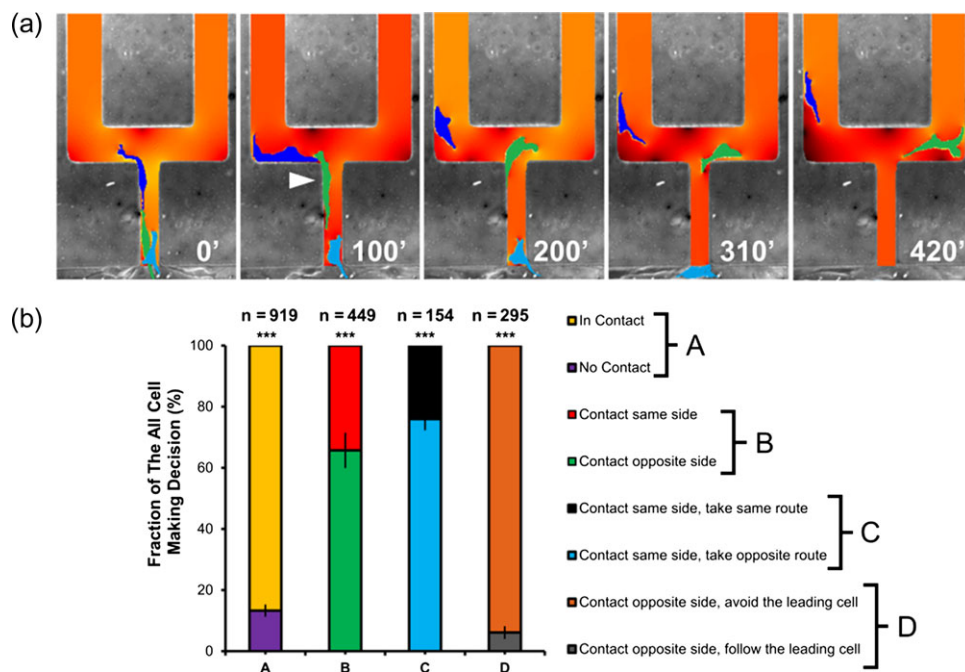 (a)
0' 100' 200' 310' 420'
(b)
n = 919 n = 449 n = 154 n = 295
*** *** *** ***
Fraction of The All Cell
Making Decision (%)
100
80
60
40
20
0
A B C D
In Contact
No Contact
A
Contact same side
Contact opposite side
B
Contact same side, take same route
Contact same side, take opposite route
C
Contact opposite side, avoid the leading cell
Contact opposite side, follow the leading cell
D